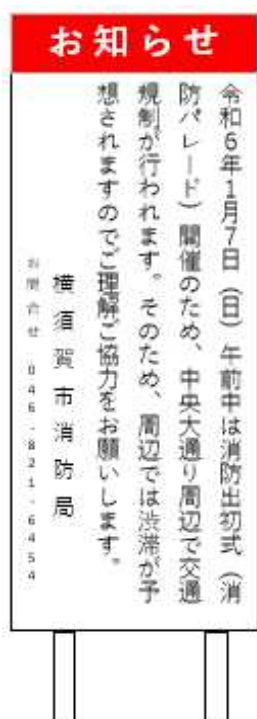 お知らせ
令和6年1月7日(日)午前中は消防出初式(消
防パレード)開催のため、中央大通り周辺で交通
規制が行われます。そのため、周辺では渋滞が予
想されますのでご理解ご協力をお願いします。
横須賀市消防局
お問合せ 046-821-6454